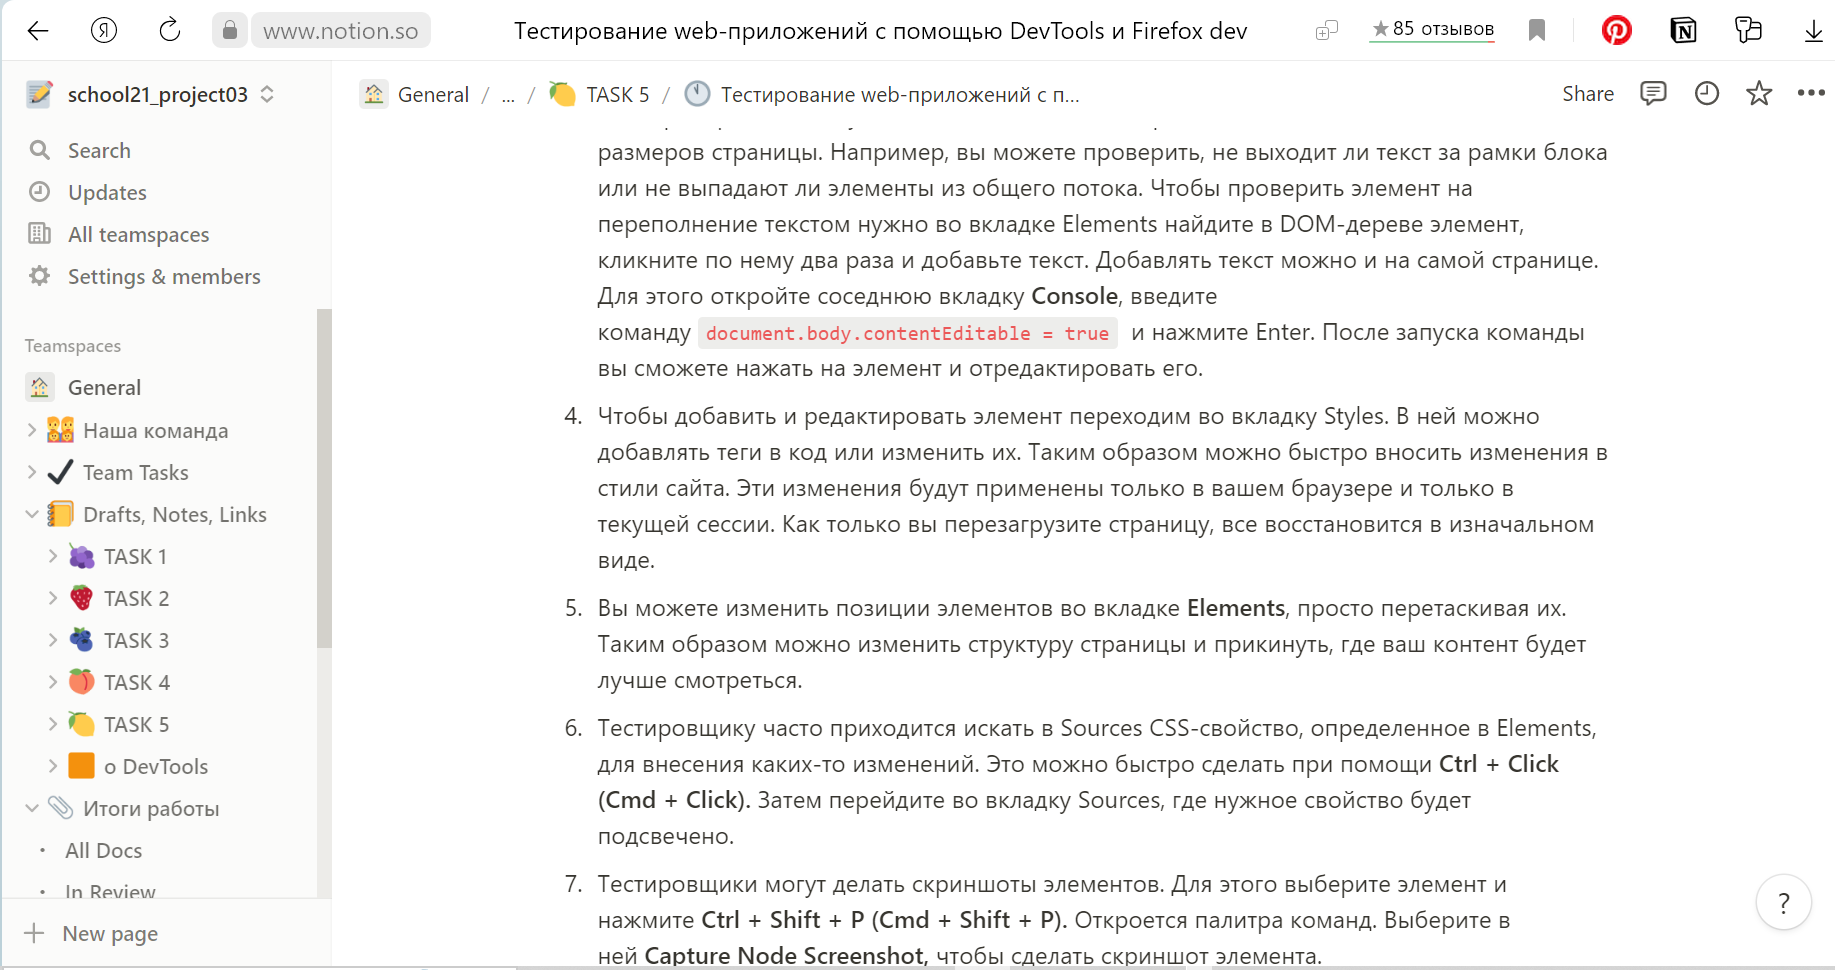 www.notion.so
Тестирование web-приложений с помощью DevTools и Firefox dev
★85 отзывов
school21_project03
General / ... / TASK 5 / Тестирование web-приложений с п...
Share
Search
Updates
All teamspaces
Settings & members
Teamspaces
General
Наша команда
Team Tasks
Drafts, Notes, Links
TASK 1
TASK 2
TASK 3
TASK 4
TASK 5
о DevTools
Итоги работы
All Docs
In Review
New page
размеров страницы. Например, вы можете проверить, не выходит ли текст за рамки блока
или не выпадают ли элементы из общего потока. Чтобы проверить элемент на
переполнение текстом нужно во вкладке Elements найдите в DOM-дереве элемент,
кликните по нему два раза и добавьте текст. Добавлять текст можно и на самой странице.
Для этого откройте соседнюю вкладку Console, введите
команду document.body.contentEditable = true и нажмите Enter. После запуска команды
вы сможете нажать на элемент и отредактировать его.
4. Чтобы добавить и редактировать элемент переходим во вкладку Styles. В ней можно
добавлять теги в код или изменить их. Таким образом можно быстро вносить изменения в
стили сайта. Эти изменения будут применены только в вашем браузере и только в
текущей сессии. Как только вы перезагрузите страницу, все восстановится в изначальном
виде.
5. Вы можете изменить позиции элементов во вкладке Elements, просто перетаскивая их.
Таким образом можно изменить структуру страницы и прикинуть, где ваш контент будет
лучше смотреться.
6. Тестировщику часто приходится искать в Sources CSS-свойство, определенное в Elements,
для внесения каких-то изменений. Это можно быстро сделать при помощи Ctrl + Click
(Cmd + Click). Затем перейдите во вкладку Sources, где нужное свойство будет
подсвечено.
7. Тестировщики могут делать скриншоты элементов. Для этого выберите элемент и
нажмите Ctrl + Shift + P (Cmd + Shift + P). Откроется палитра команд. Выберите в
ней Capture Node Screenshot, чтобы сделать скриншот элемента.
?